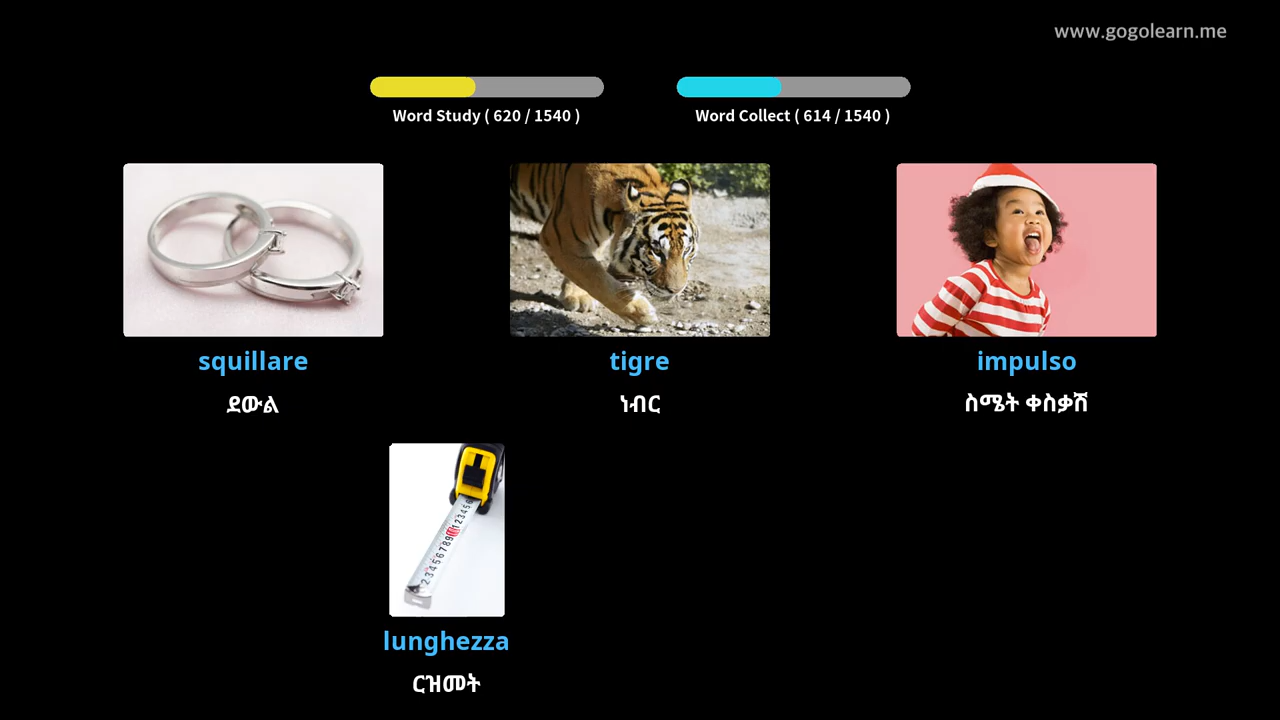 www.gogolearn.me
Word Study ( 620 / 1540 )
Word Collect ( 614 / 1540 )
squillare
tigre
impulso
ደውል
ነብር
ስሜት ቀስቃሽ
lunghezza
ርዝመት